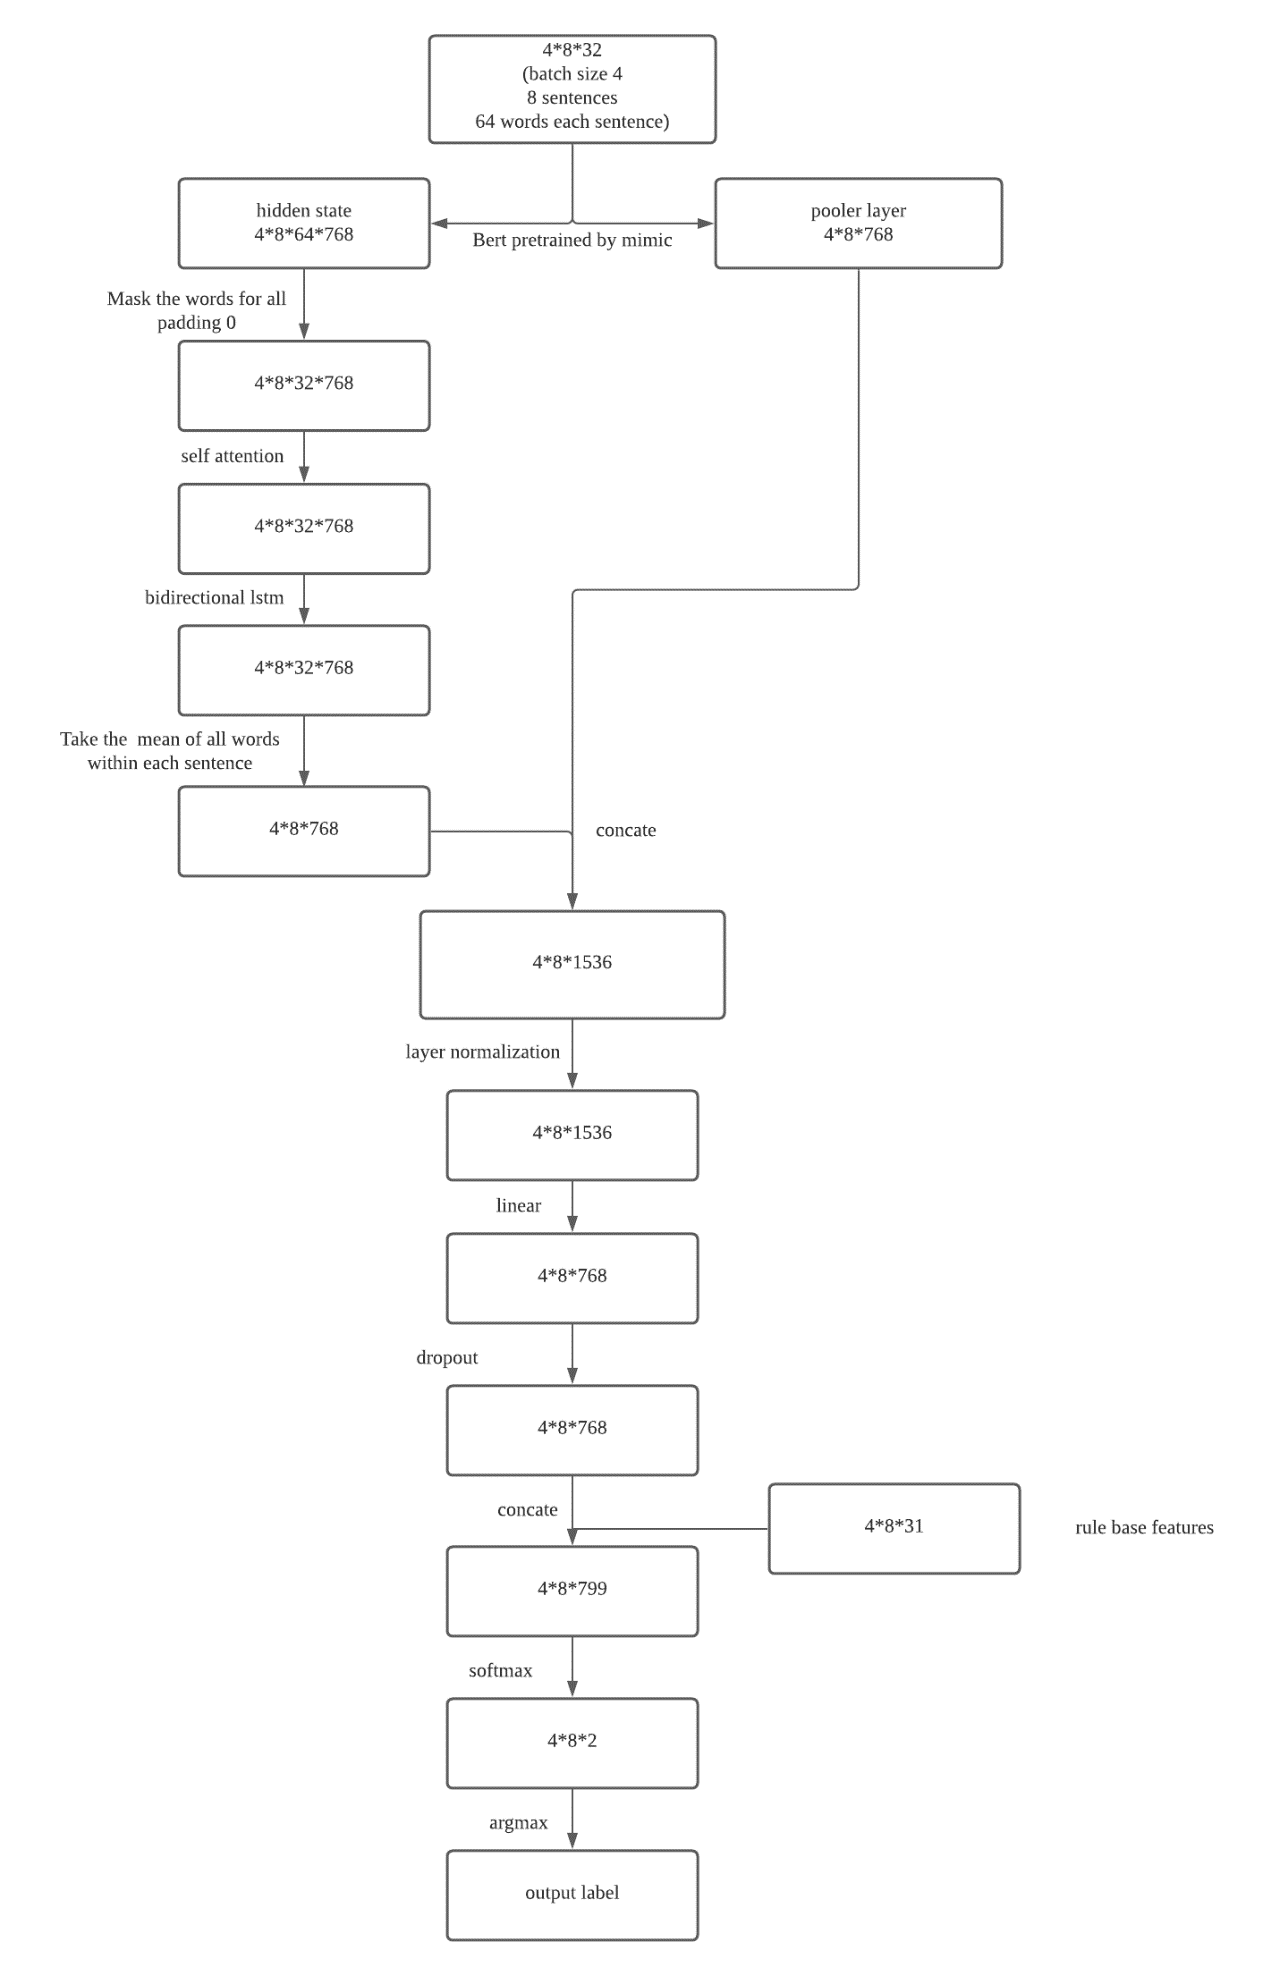 4*8*32
(batch size 4
8 sentences
64 words each sentence)
hidden state
4*8*64*768
Bert pretrained by mimic
pooler layer
4*8*768
Mask the words for all
padding 0
4*8*32*768
self attention
4*8*32*768
bidirectional lstm
4*8*32*768
Take the  mean of all words
within each sentence
4*8*768
concate
4*8*1536
layer normalization
4*8*1536
linear
4*8*768
dropout
4*8*768
concate
4*8*31
rule base features
4*8*799
softmax
4*8*2
argmax
output label